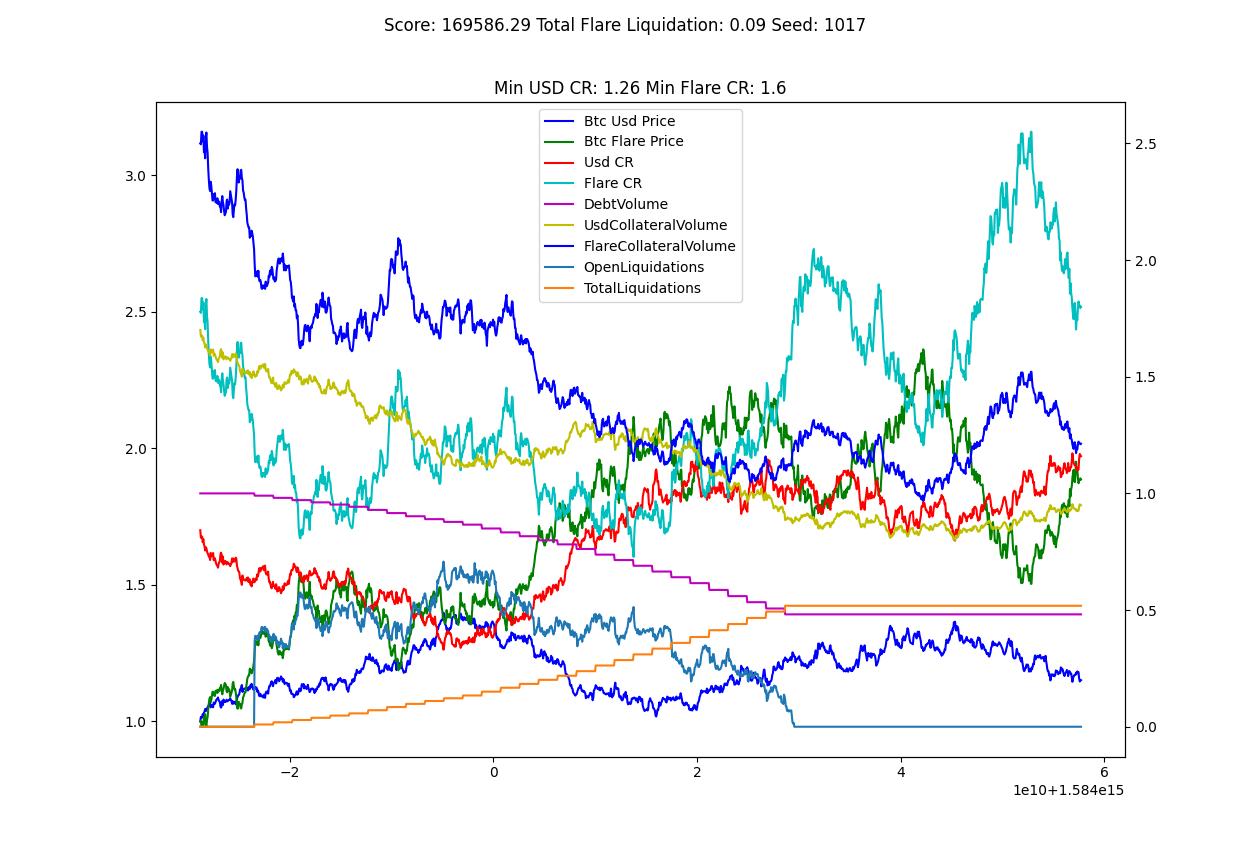 Score: 169586.29 Total Flare Liquidation: 0.09 Seed: 1017
Min USD CR: 1.26 Min Flare CR: 1.6
Btc Usd Price
Btc Flare Price
Usd CR
Flare CR
DebtVolume
UsdCollateralVolume
FlareCollateralVolume
OpenLiquidations
TotalLiquidations
3.0
2.5
2.0
1.5
1.0
2.5
2.0
1.5
1.0
0.5
0.0
−2
0
2
4
6
1e10+1.584e15